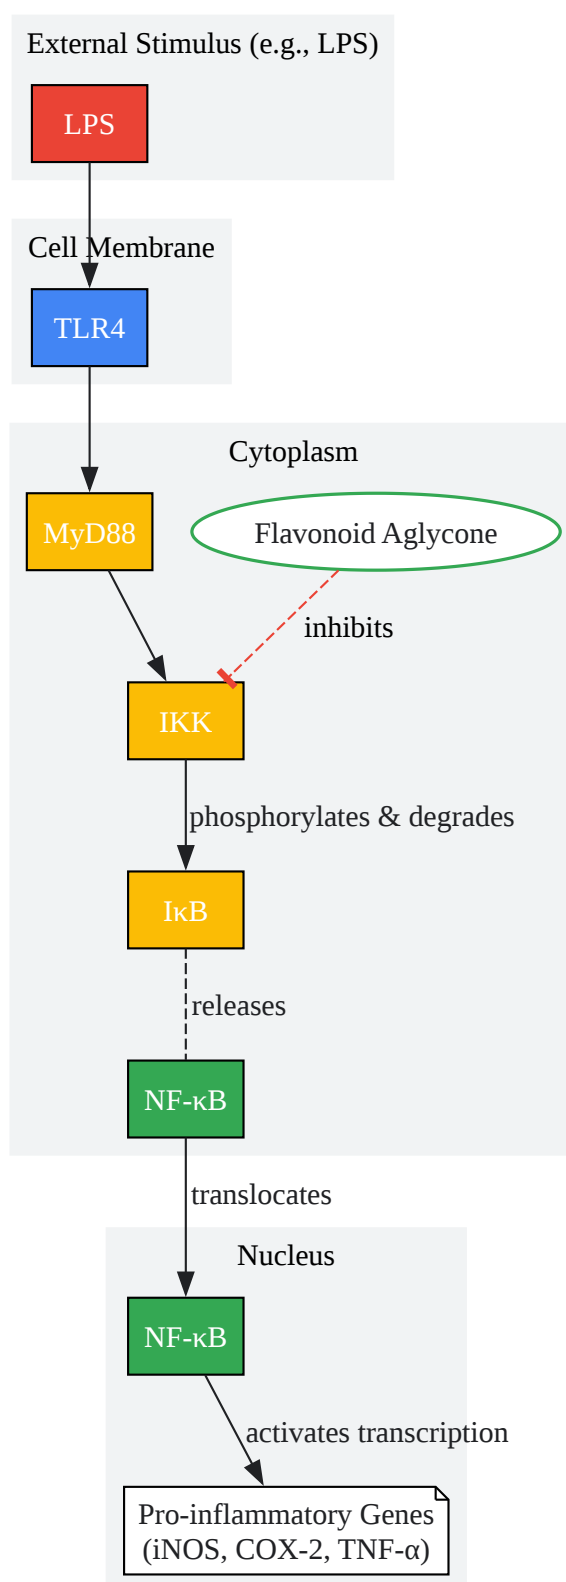 External Stimulus (e.g., LPS)
LPS
Cell Membrane
TLR4
Cytoplasm
MyD88
Flavonoid Aglycone
inhibits
IKK
phosphorylates & degrades
IκB
releases
NF-κB
translocates
Nucleus
NF-κB
activates transcription
Pro-inflammatory Genes
(iNOS, COX-2, TNF-α)